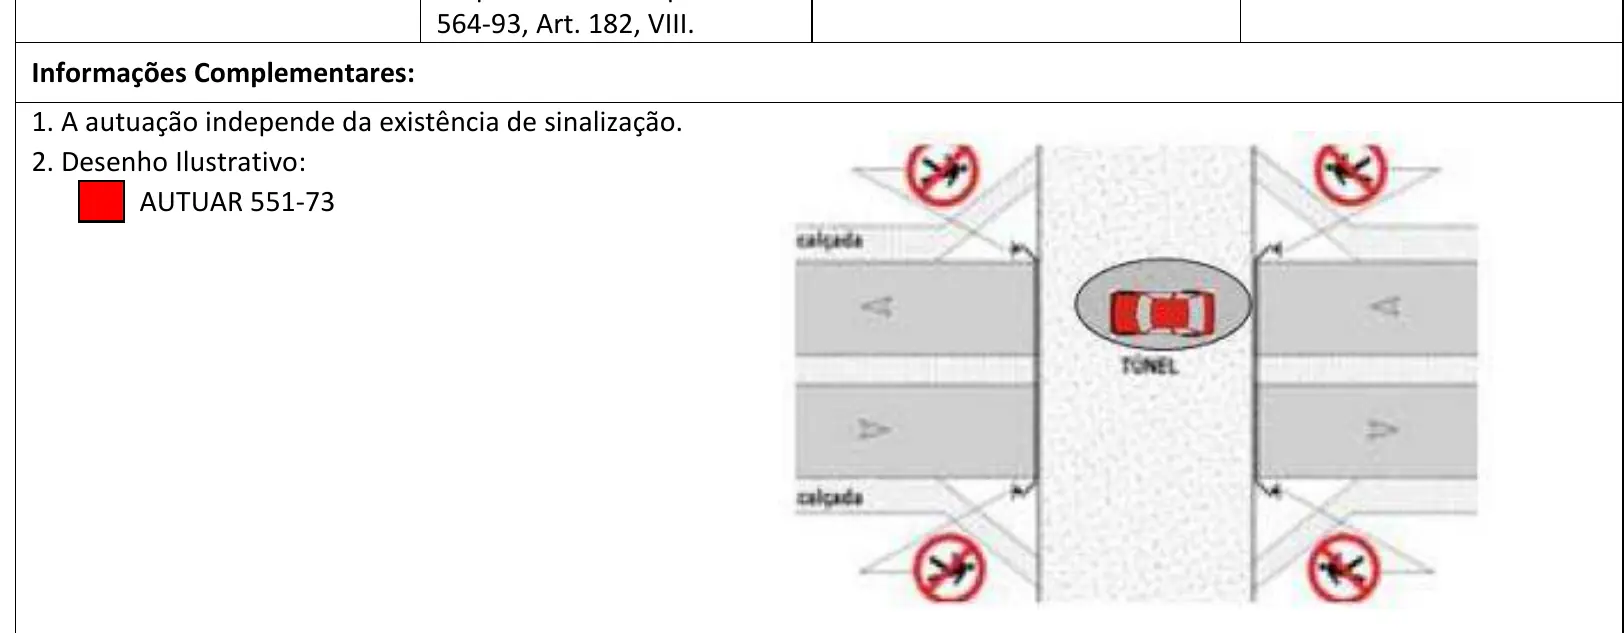 564-93, Art. 182, VIII.
Informações Complementares:
1. A autuação independe da existência de sinalização.
2. Desenho Ilustrativo:
AUTUAR 551-73
calçada
TÚNEL
calçada